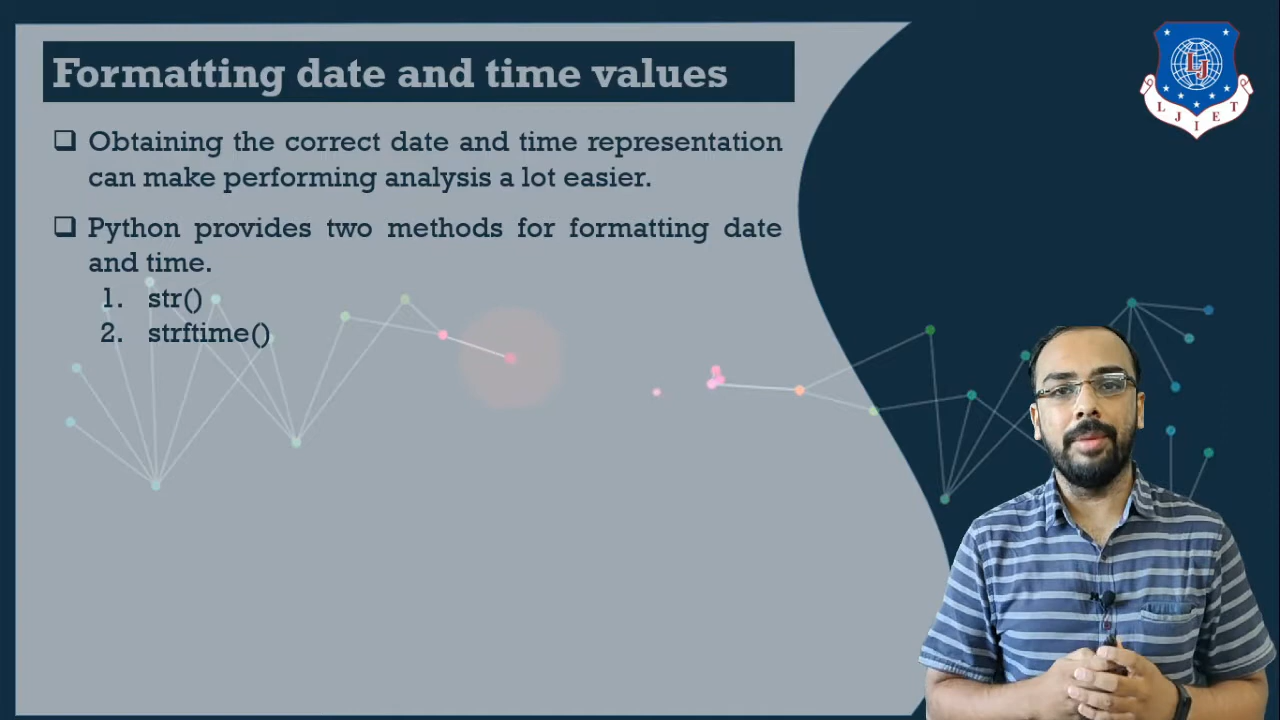 Formatting date and time values
❑ Obtaining the correct date and time representation
can make performing analysis a lot easier.
❑ Python provides two methods for formatting date
and time.
1. str()
2. strftime()
LJ
L J I E T